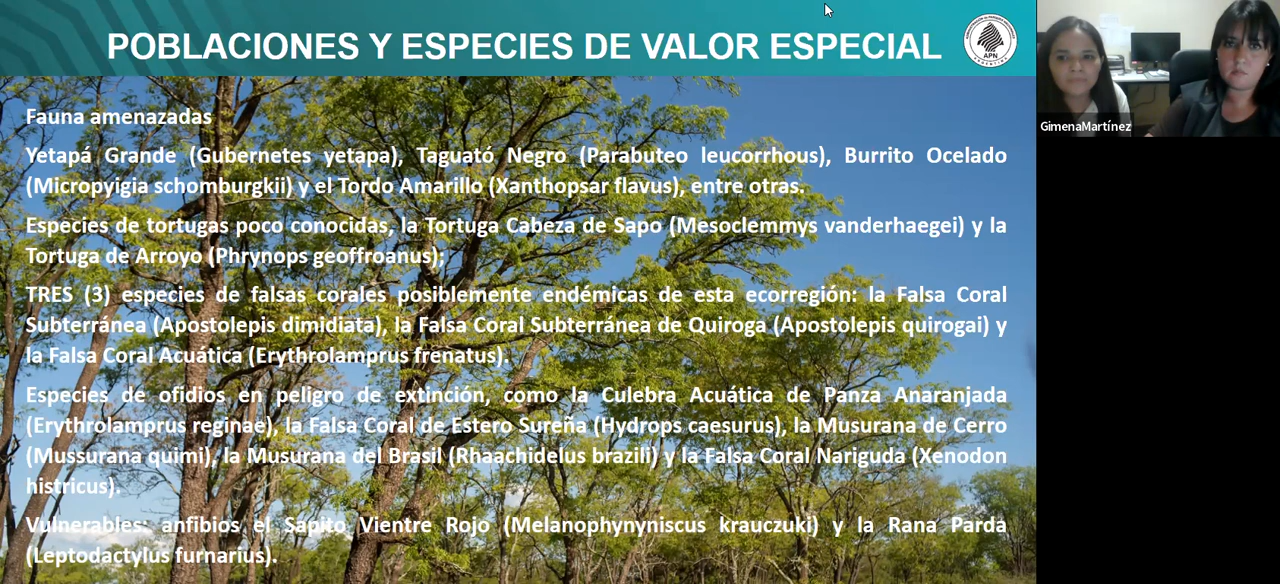 POBLACIONES Y ESPECIES DE VALOR ESPECIAL
APN
GimenaMartínez
Fauna amenazadas
Yetapá Grande (Gubernetes yetapa), Taguató Negro (Parabuteo leucorrhous), Burrito Ocelado
(Micropyigia schomburgkii) y el Tordo Amarillo (Xanthopsar flavus), entre otras.
Especies de tortugas poco conocidas, la Tortuga Cabeza de Sapo (Mesoclemmys vanderhaegei) y la
Tortuga de Arroyo (Phrynops geoffroanus);
TRES (3) especies de falsas corales posiblemente endémicas de esta ecorregión: la Falsa Coral
Subterránea (Apostolepis dimidiata), la Falsa Coral Subterránea de Quiroga (Apostolepis quirogai) y
la Falsa Coral Acuática (Erythrolamprus frenatus).
Especies de ofidios en peligro de extinción, como la Culebra Acuática de Panza Anaranjada
(Erythrolamprus reginae), la Falsa Coral de Estero Sureña (Hydrops caesurus), la Musurana de Cerro
(Mussurana quimi), la Musurana del Brasil (Rhaachidelus brazili) y la Falsa Coral Nariguda (Xenodon
histricus).
Vulnerables: anfibios el Sapito Vientre Rojo (Melanophynyniscus krauczuki) y la Rana Parda
(Leptodactylus furnarius).